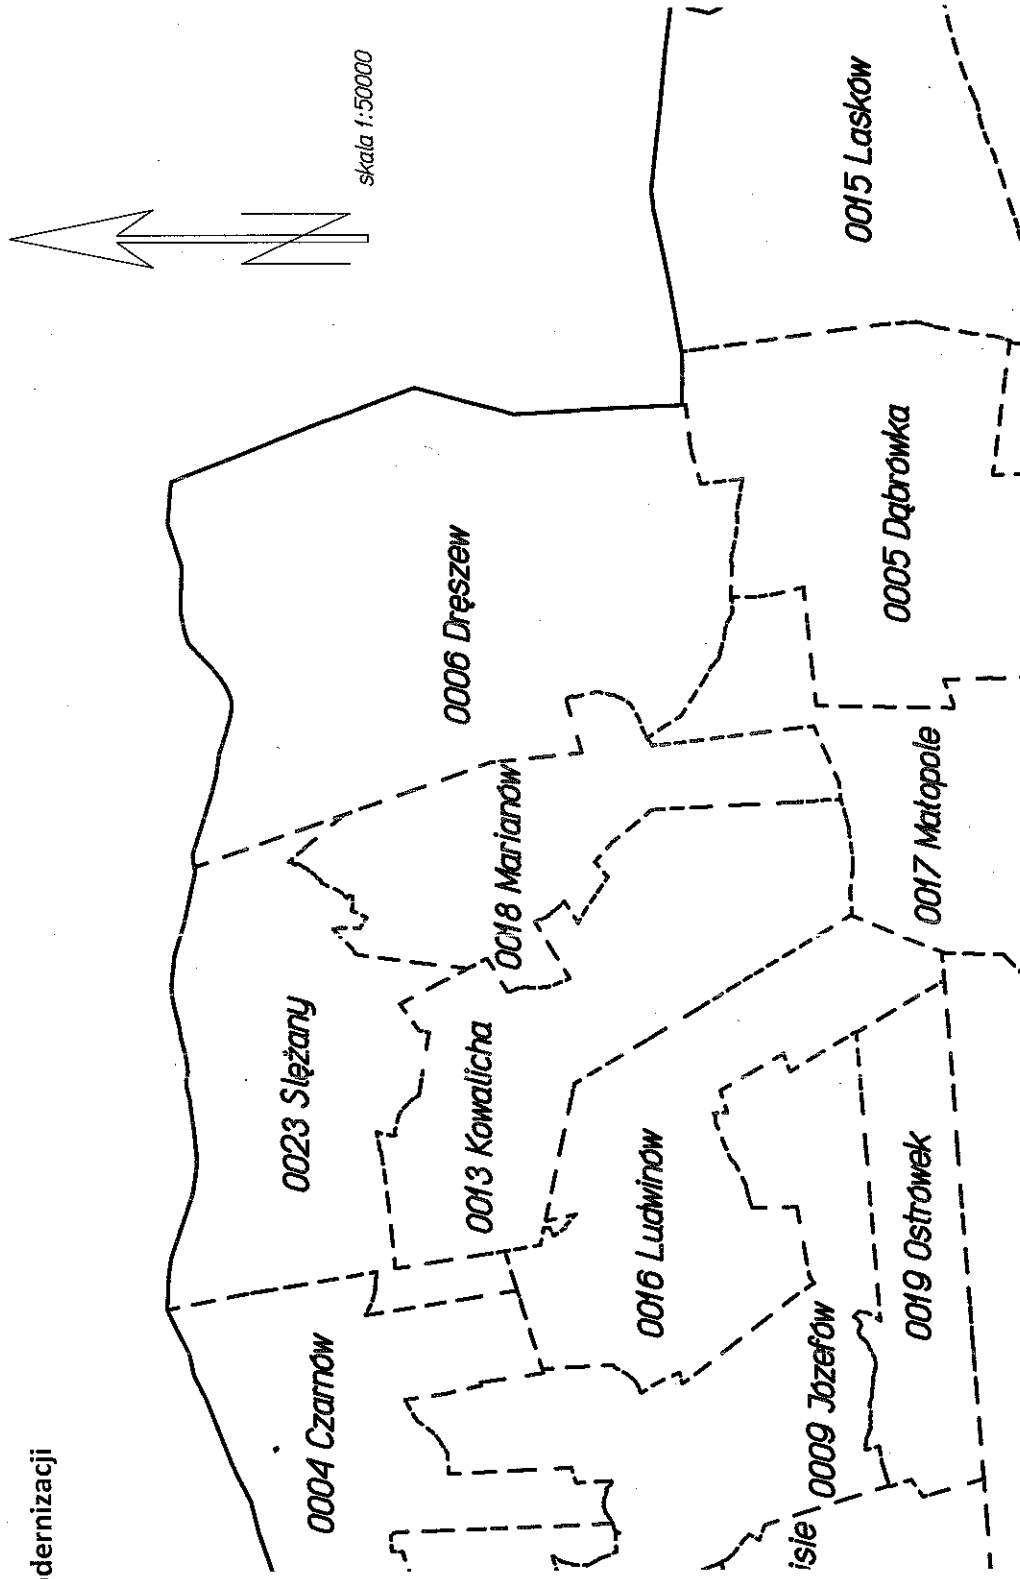 dernizacji
N
skala 1:50000
0023 Ślężany
0004 Czarnów
0006 Dręszew
0013 Kowalicha
0018 Marianów
0016 Ludwinów
isie
0009 Józefów
0015 Lasków
0005 Dąbrówka
0019 Ostrówek
0017 Małopole